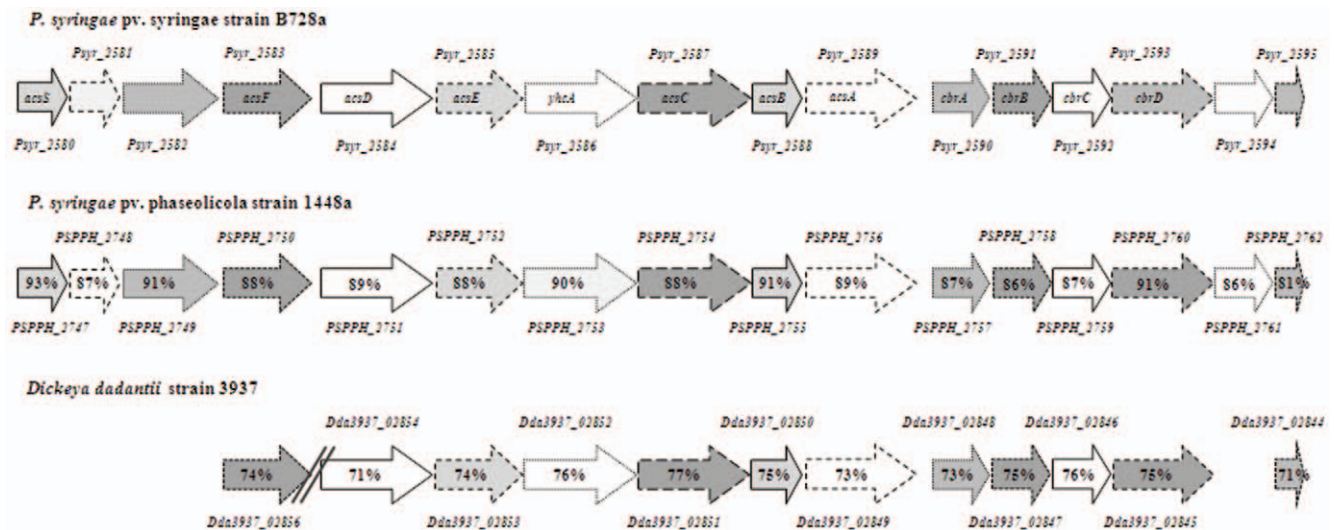 P. syringae pv. syringae strain B728a
Psyr_2581 Psyr_2583 Psyr_2585 Psyr_2587 Psyr_2589 Psyr_2591 Psyr_2593 Psyr_2595
acsS acsF acsD acsE yhcA acsC acsB acsA cbrA cbrB cbrC cbrD
Psyr_2580 Psyr_2582 Psyr_2584 Psyr_2586 Psyr_2588 Psyr_2590 Psyr_2592 Psyr_2594
P. syringae pv. phaseolicola strain 1448a
PSPPH_2748 PSPPH_2750 PSPPH_2752 PSPPH_2754 PSPPH_2756 PSPPH_2758 PSPPH_2760 PSPPH_2762
93% 87% 91% 88% 89% 88% 90% 88% 91% 89% 87% 86% 87% 91% 86% 81%
PSPPH_2747 PSPPH_2749 PSPPH_2751 PSPPH_2753 PSPPH_2755 PSPPH_2757 PSPPH_2759 PSPPH_2761
Dickeya dadantii strain 3937
Dda3937_02854 Dda3937_02852 Dda3937_02850 Dda3937_02848 Dda3937_02846 Dda3937_02844
74% 71% 74% 76% 77% 75% 73% 73% 75% 76% 75% 71%
Dda3937_02856 Dda3937_02853 Dda3937_02851 Dda3937_02849 Dda3937_02847 Dda3937_02845